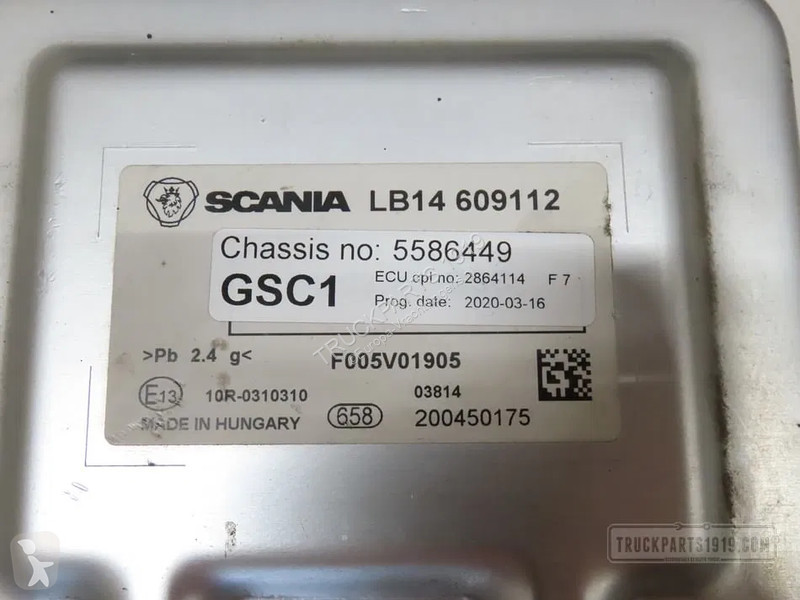 SCANIA LB14 609112
Chassis no: 5586449
GSC1 ECU cpl no: 2864114 F 7
Prog. date: 2020-03-16
>Pb 2.4 g< F005V01905
E13 10R-0310310 03814
MADE IN HUNGARY 658 200450175
TRUCKPARTS1919.COM